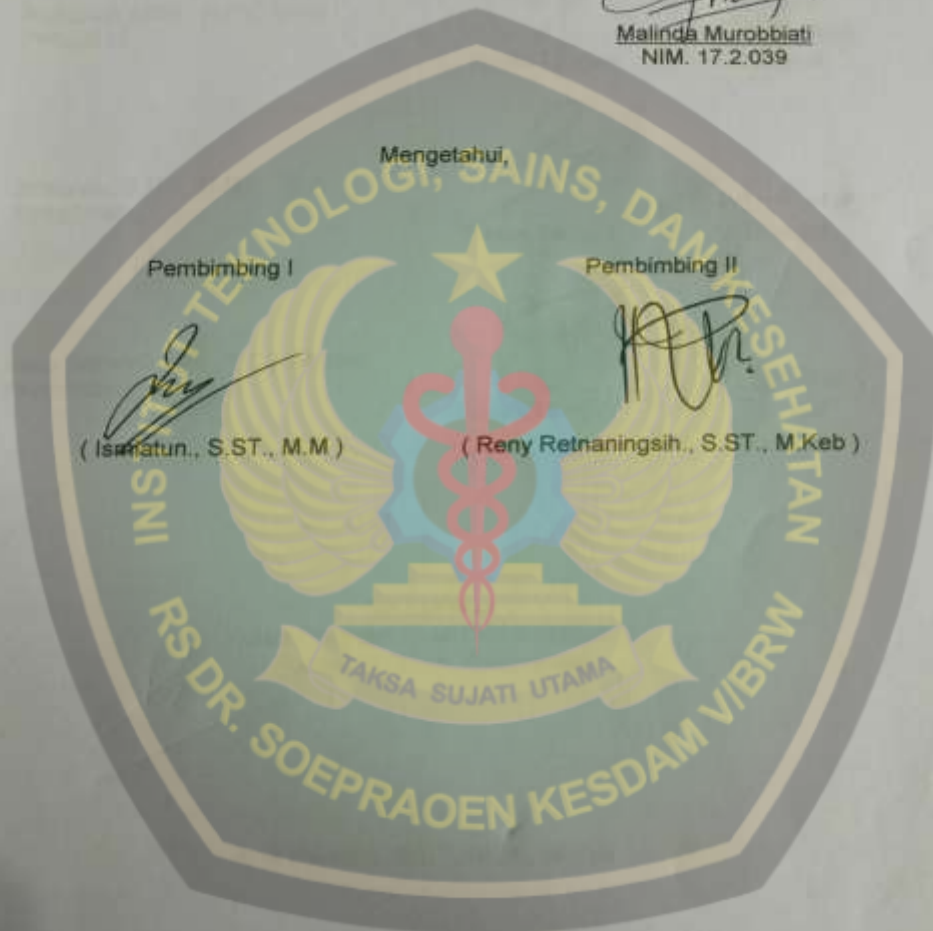 Malinda Murobbiati
NIM. 17.2.039
Mengetahui,
Pembimbing I
Pembimbing II
( Ismatun., S.ST., M.M )
( Reny Retnaningsih., S.ST., M.Keb )
INSTITUT TEKNOLOGI, SAINS, DAN KESEHATAN
TAKSA SUJATI UTAMA
RS DR. SOEPRAOEN KESDAM V/BRW